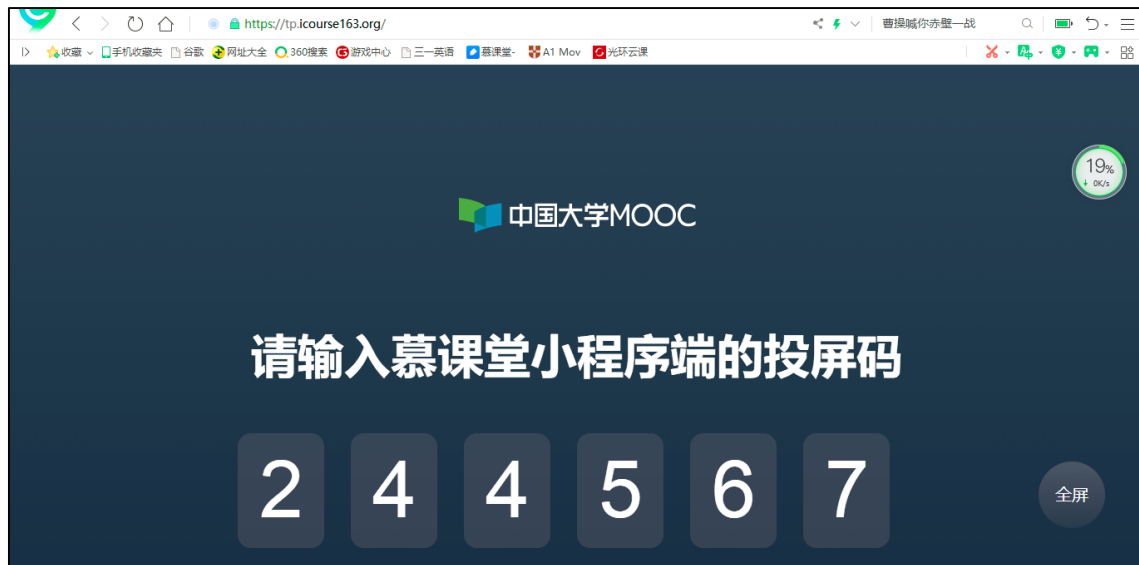 https://tp.icourse163.org/ 曹操喊你赤壁一战
收藏 手机收藏夹 谷歌 网址大全 360搜索 游戏中心 三一英语 慕课堂- A1 Mov 光环云课
19%
↓ 0K/s
中国大学MOOC
请输入慕课堂小程序端的投屏码
2 4 4 5 6 7
全屏